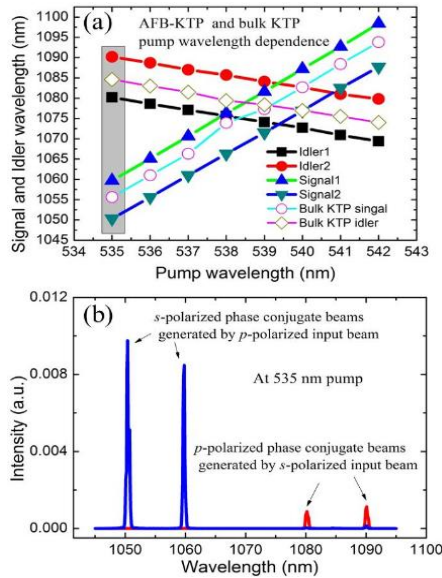 (a)
AFB-KTP and bulk KTP
pump wavelength dependence
Signal and Idler wavelength (nm)
1100
1095
1090
1085
1080
1075
1070
1065
1060
1055
1050
1045
Idler1
Idler2
Signal1
Signal2
Bulk KTP singal
Bulk KTP idler
534 535 536 537 538 539 540 541 542 543
Pump wavelength (nm)
(b)
s-polarized phase conjugate beams
generated by p-polarized input beam
At 535 nm pump
p-polarized phase conjugate beams
generated by s-polarized input beam
Intensity (a.u.)
0.012
0.008
0.004
0.000
1050 1060 1070 1080 1090 1100
Wavelength (nm)